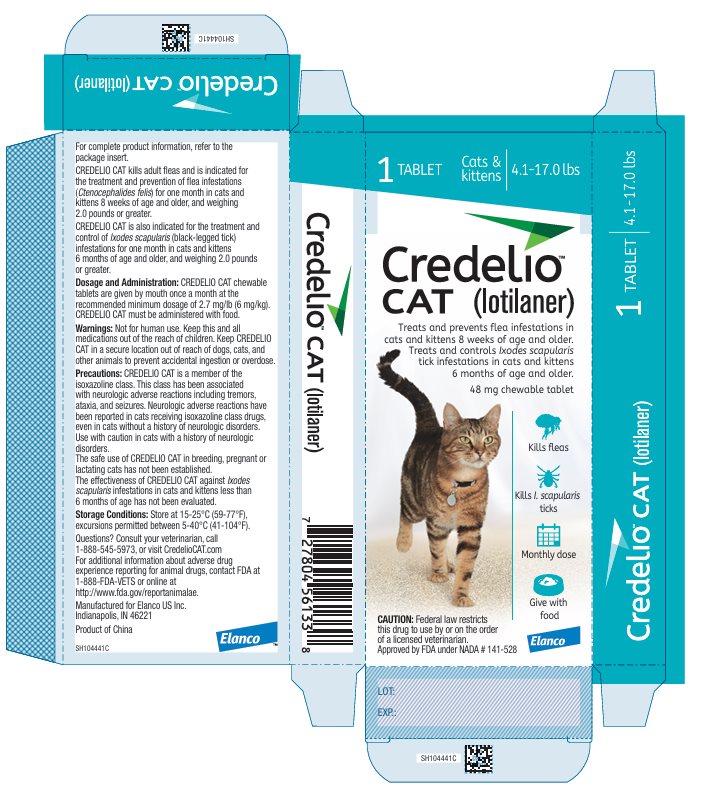 SH104441C
Credelio™ CAT (lotilaner)
For complete product information, refer to the
package insert.
CREDELIO CAT kills adult fleas and is indicated for
the treatment and prevention of flea infestations
(Ctenocephalides felis) for one month in cats and
kittens 8 weeks of age and older, and weighing
2.0 pounds or greater.
CREDELIO CAT is also indicated for the treatment and
control of Ixodes scapularis (black-legged tick)
infestations for one month in cats and kittens
6 months of age and older, and weighing 2.0 pounds
or greater.
Dosage and Administration: CREDELIO CAT chewable
tablets are given by mouth once a month at the
recommended minimum dosage of 2.7 mg/lb (6 mg/kg).
CREDELIO CAT must be administered with food.
Warnings: Not for human use. Keep this and all
medications out of the reach of children. Keep CREDELIO
CAT in a secure location out of reach of dogs, cats, and
other animals to prevent accidental ingestion or overdose.
Precautions: CREDELIO CAT is a member of the
isoxazoline class. This class has been associated
with neurologic adverse reactions including tremors,
ataxia, and seizures. Neurologic adverse reactions have
been reported in cats receiving isoxazoline class drugs,
even in cats without a history of neurologic disorders.
Use with caution in cats with a history of neurologic
disorders.
The safe use of CREDELIO CAT in breeding, pregnant or
lactating cats has not been established.
The effectiveness of CREDELIO CAT against Ixodes
scapularis infestations in cats and kittens less than
6 months of age has not been evaluated.
Storage Conditions: Store at 15-25°C (59-77°F),
excursions permitted between 5-40°C (41-104°F).
Questions? Consult your veterinarian, call
1-888-545-5973, or visit CredelioCAT.com
For additional information about adverse drug
experience reporting for animal drugs, contact FDA at
1-888-FDA-VETS or online at
http://www.fda.gov/reportanimalae.
Manufactured for Elanco US Inc.
Indianapolis, IN 46221
Product of China
Elanco™
SH104441C
Credelio™ CAT (lotilaner)
7 27804 56133 8
1 TABLET
Cats &
kittens
4.1-17.0 lbs
Credelio™
CAT (lotilaner)
Treats and prevents flea infestations in
cats and kittens 8 weeks of age and older.
Treats and controls Ixodes scapularis
tick infestations in cats and kittens
6 months of age and older.
48 mg chewable tablet
Kills fleas
Kills I. scapularis
ticks
Monthly dose
Give with
food
CAUTION: Federal law restricts
this drug to use by or on the order
of a licensed veterinarian.
Approved by FDA under NADA # 141-528
Elanco
LOT:
EXP.:
SH104441C
1 TABLET 4.1-17.0 lbs
Credelio™ CAT (lotilaner)